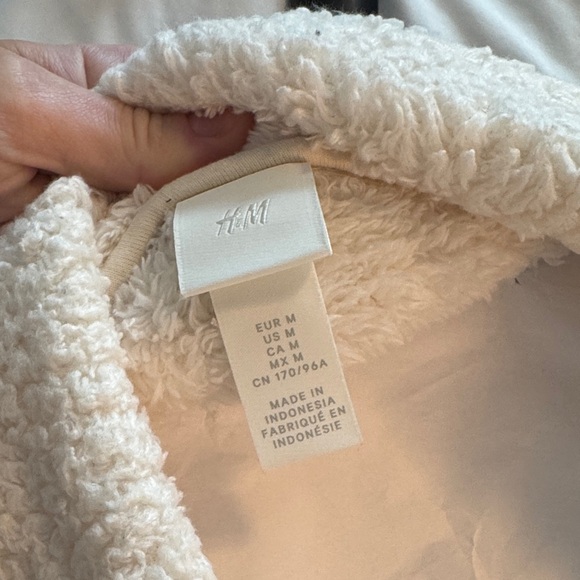 H&M
EUR M
US M
CA M
MX M
CN 170/96A
MADE IN
INDONESIA
FABRIQUÉ EN
INDONÉSIE